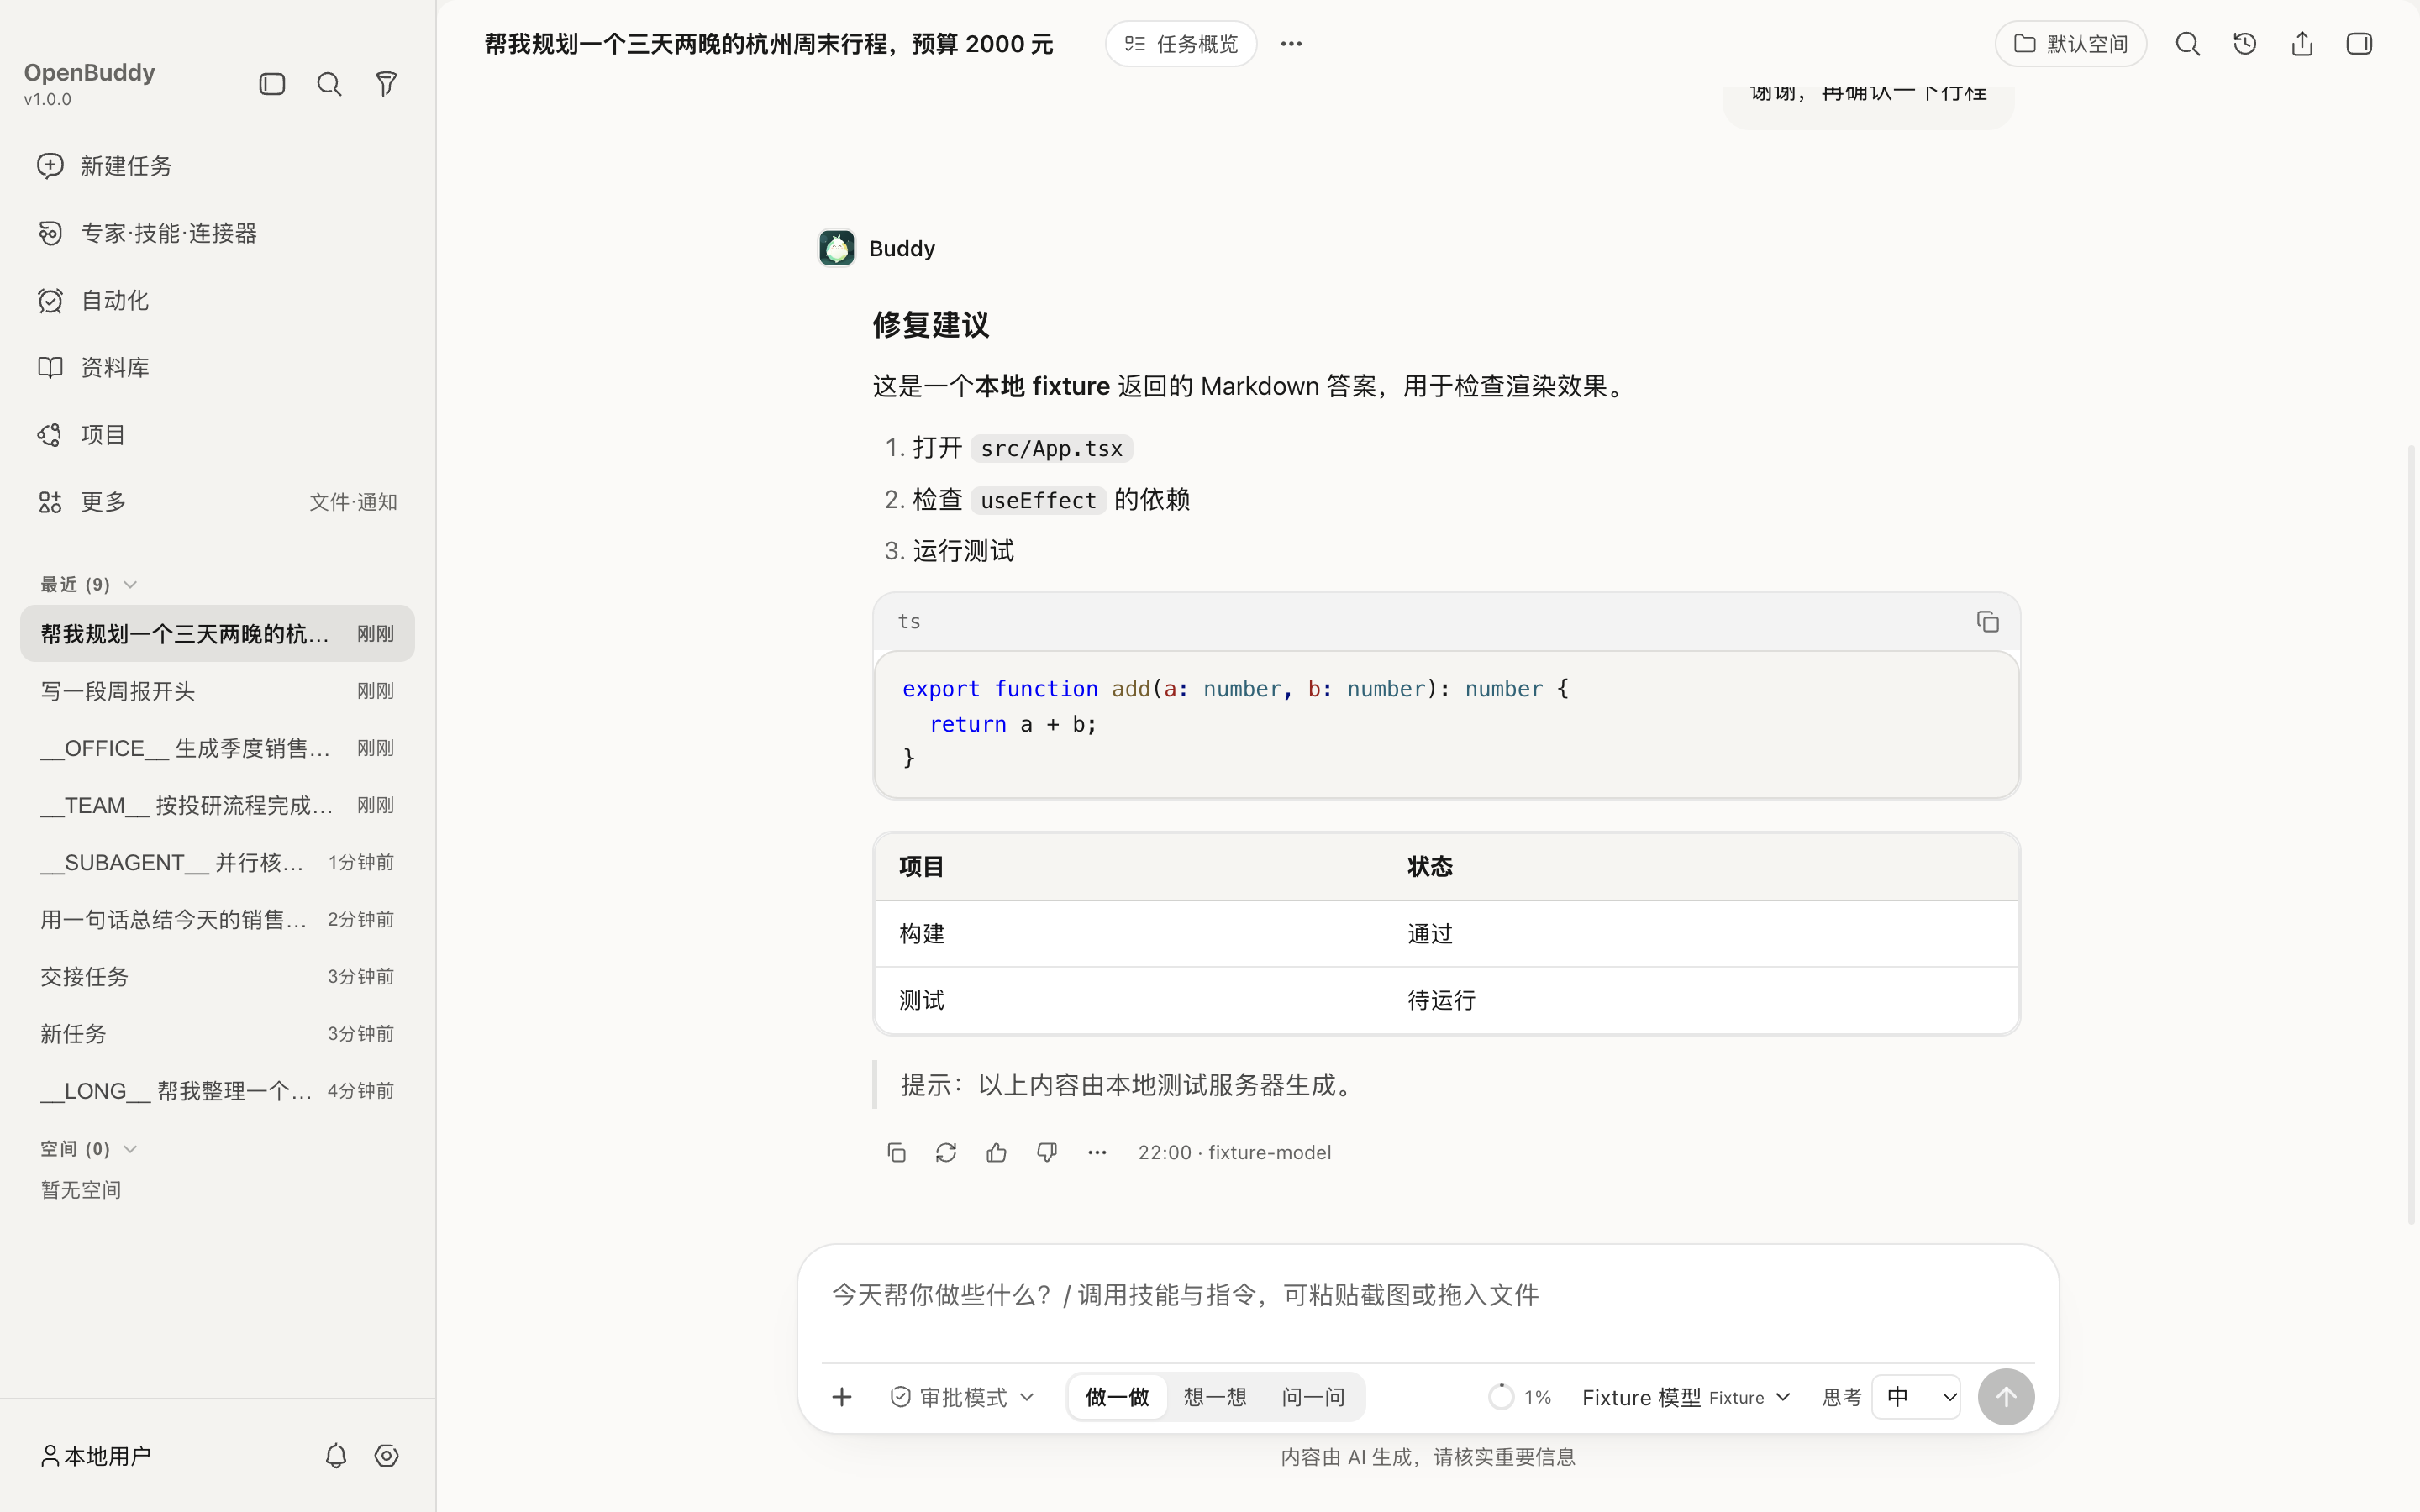 OpenBuddy
v1.0.0
新建任务
专家·技能·连接器
自动化
资料库
项目
更多 文件·通知
最近 (9)
帮我规划一个三天两晚的杭… 刚刚
写一段周报开头 刚刚
__OFFICE__ 生成季度销售… 刚刚
__TEAM__ 按投研流程完成… 刚刚
__SUBAGENT__ 并行核… 1分钟前
用一句话总结今天的销售… 2分钟前
交接任务 3分钟前
新任务 3分钟前
__LONG__ 帮我整理一个… 4分钟前
空间 (0)
暂无空间
本地用户
帮我规划一个三天两晚的杭州周末行程，预算 2000 元
任务概览
默认空间
谢谢，再确认一下行程
Buddy
修复建议
这是一个本地 fixture 返回的 Markdown 答案，用于检查渲染效果。
1. 打开 src/App.tsx
2. 检查 useEffect 的依赖
3. 运行测试
ts
export function add(a: number, b: number): number {
  return a + b;
}
项目 状态
构建 通过
测试 待运行
提示：以上内容由本地测试服务器生成。
22:00 · fixture-model
今天帮你做些什么？/ 调用技能与指令，可粘贴截图或拖入文件
审批模式 做一做 想一想 问一问 1% Fixture 模型 Fixture 思考 中
内容由 AI 生成，请核实重要信息